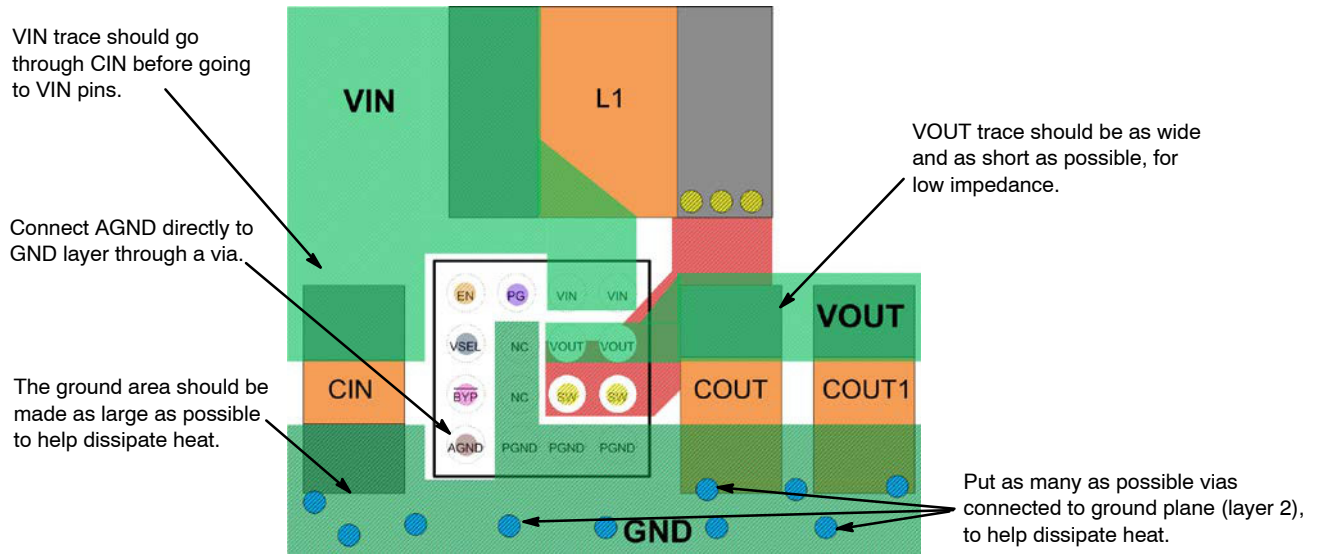 VIN trace should go
through CIN before going
to VIN pins.
VIN
L1
VOUT trace should be as wide
and as short as possible, for
low impedance.
Connect AGND directly to
GND layer through a via.
EN PG VIN VIN
VOUT
VSEL NC VOUT VOUT
The ground area should be
made as large as possible
to help dissipate heat.
CIN
BYP NC SW SW
COUT
COUT1
AGND PGND PGND PGND
Put as many as possible vias
connected to ground plane (layer 2),
to help dissipate heat.
GND